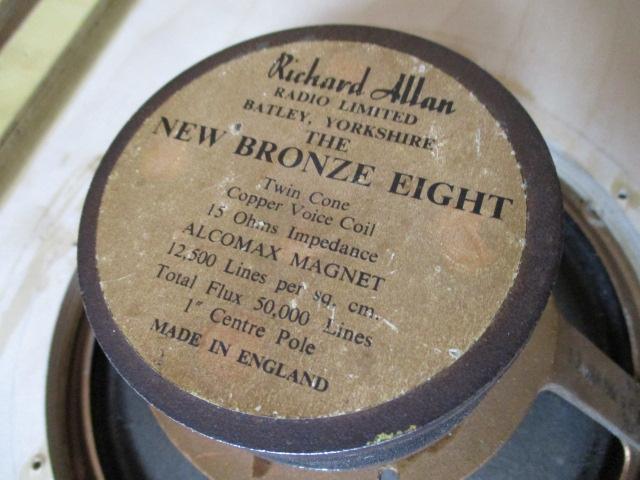 Richard Allan
RADIO LIMITED
BATLEY, YORKSHIRE
THE
NEW BRONZE EIGHT
Twin Cone
Copper Voice Coil
15 Ohms Impedance
ALCOMAX MAGNET
12,500 Lines per sq. cm.
Total Flux 50,000 Lines
1" Centre Pole
MADE IN ENGLAND